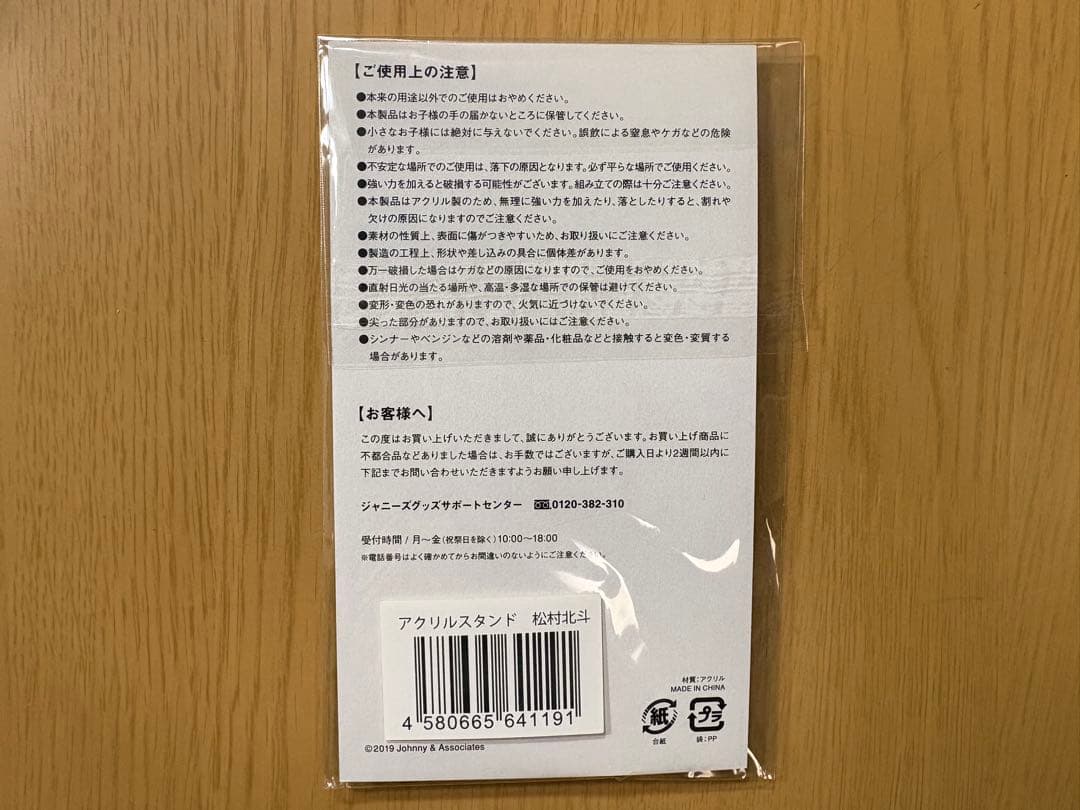 【ご使用上の注意】
●本来の用途以外でのご使用はおやめください。
●本製品はお子様の手の届かないところに保管してください。
●小さなお子様には絶対に与えないでください。誤飲による窒息やケガなどの危険
があります。
●不安定な場所でのご使用は、落下の原因となります。必ず平らな場所でご使用ください。
●強い力を加えると破損する可能性がございます。組み立ての際は十分ご注意ください。
●本製品はアクリル製のため、無理に強い力を加えたり、落としたりすると、割れや
欠けの原因になりますのでご注意ください。
●素材の性質上、表面に傷がつきやすいため、お取り扱いにご注意ください。
●製造の工程上、形状や差し込みの具合に個体差があります。
●万一破損した場合はケガなどの原因になりますので、ご使用をおやめください。
●直射日光の当たる場所や、高温・多湿な場所での保管は避けてください。
●変形・変色の恐れがありますので、火気に近づけないでください。
●尖った部分がありますので、お取り扱いにはご注意ください。
●シンナーやベンジンなどの溶剤や薬品・化粧品などと接触すると変色・変質する
場合があります。
【お客様へ】
この度はお買い上げいただきまして、誠にありがとうございます。お買い上げ商品に
不都合品などありました場合は、お手数ではございますが、ご購入日より2週間以内に
下記までお問い合わせいただきますようお願い申し上げます。
ジャニーズグッズサポートセンター 0120-382-310
受付時間 / 月〜金(祝祭日を除く)10:00〜18:00
※電話番号はよく確かめてからお間違いのないようにご注意ください。
アクリルスタンド 松村北斗
4 580665 641191
材質:アクリル
MADE IN CHINA
紙 プラ
台紙 袋:PP
©2019 Johnny & Associates